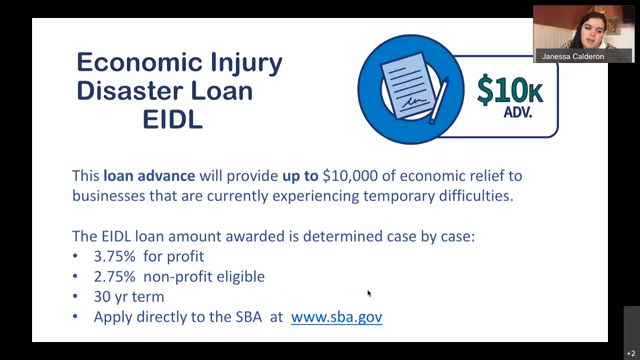 Economic Injury
Disaster Loan
EIDL
$10K
ADV.
Janessa Calderon
This loan advance will provide up to $10,000 of economic relief to
businesses that are currently experiencing temporary difficulties.
The EIDL loan amount awarded is determined case by case:
• 3.75% for profit
• 2.75% non-profit eligible
• 30 yr term
• Apply directly to the SBA at www.sba.gov
+2